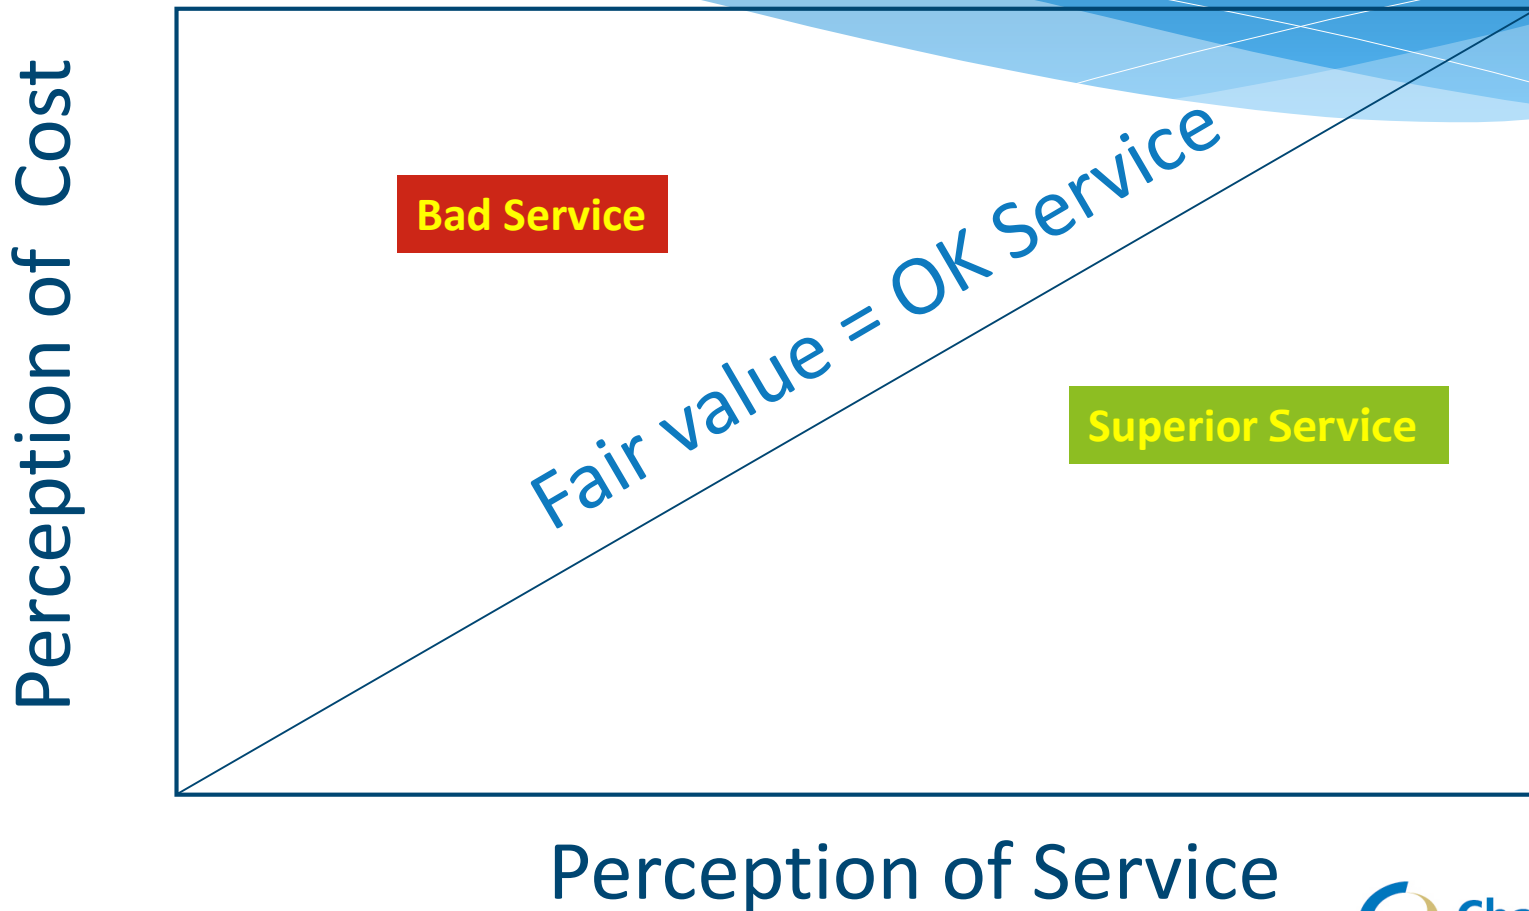 Perception of Cost
Bad Service
Fair value = OK Service
Superior Service
Perception of Service